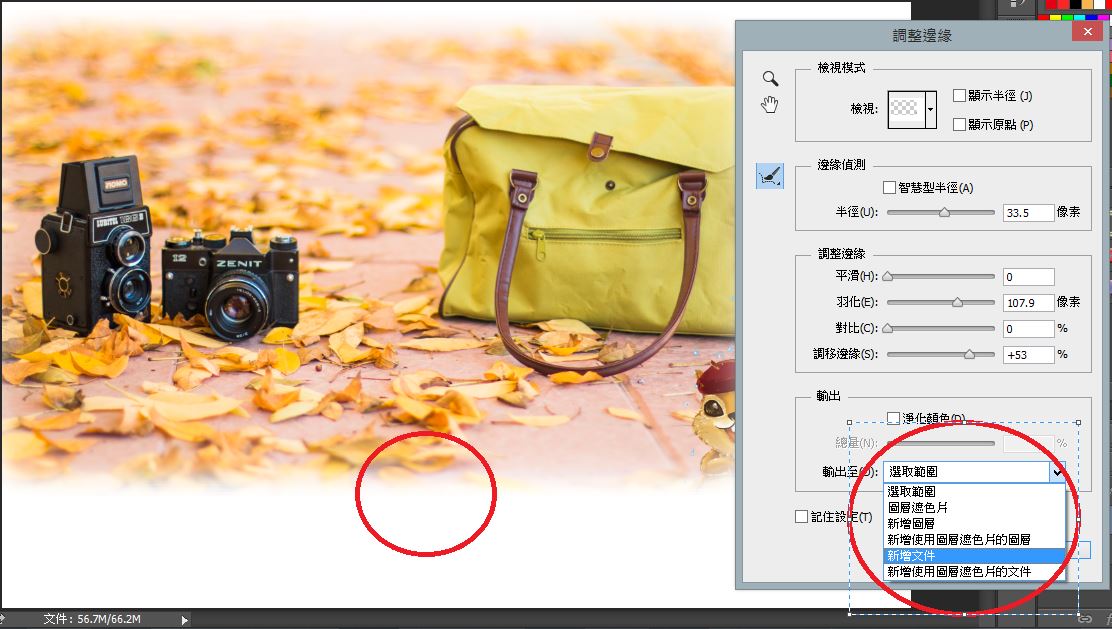 調整邊緣
檢視模式
檢視:
顯示半徑 (J)
顯示原點 (P)
邊緣偵測
智慧型半徑(A)
半徑(U): 33.5 像素
調整邊緣
平滑(H): 0
羽化(E): 107.9 像素
對比(C): 0 %
調移邊緣(S): +53 %
輸出
淨化顏色(D)
總量(N): %
輸出至(O): 選取範圍
選取範圍
圖層遮色片
新增圖層
新增使用圖層遮色片的圖層
新增文件
新增使用圖層遮色片的文件
記住設定(T)
LUBITEL 166B
12
ZENIT
文件 : 56.7M/66.2M